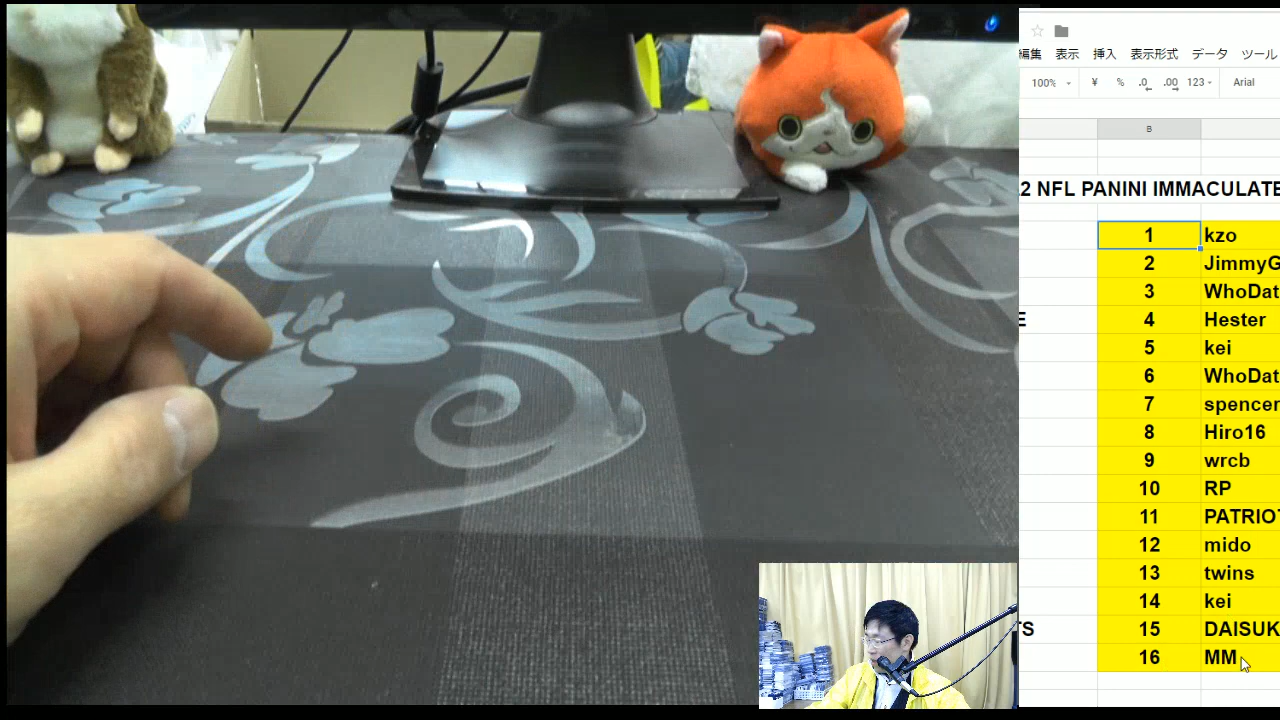 編集 表示 挿入 表示形式 データ ツール
100% ¥ % .0 .00 123 Arial
B
2 NFL PANINI IMMACULATE
1 kzo
2 JimmyG
3 WhoDat
E 4 Hester
5 kei
6 WhoDat
7 spencer
8 Hiro16
9 wrcb
10 RP
11 PATRIOT
12 mido
13 twins
14 kei
TS 15 DAISUK
16 MM